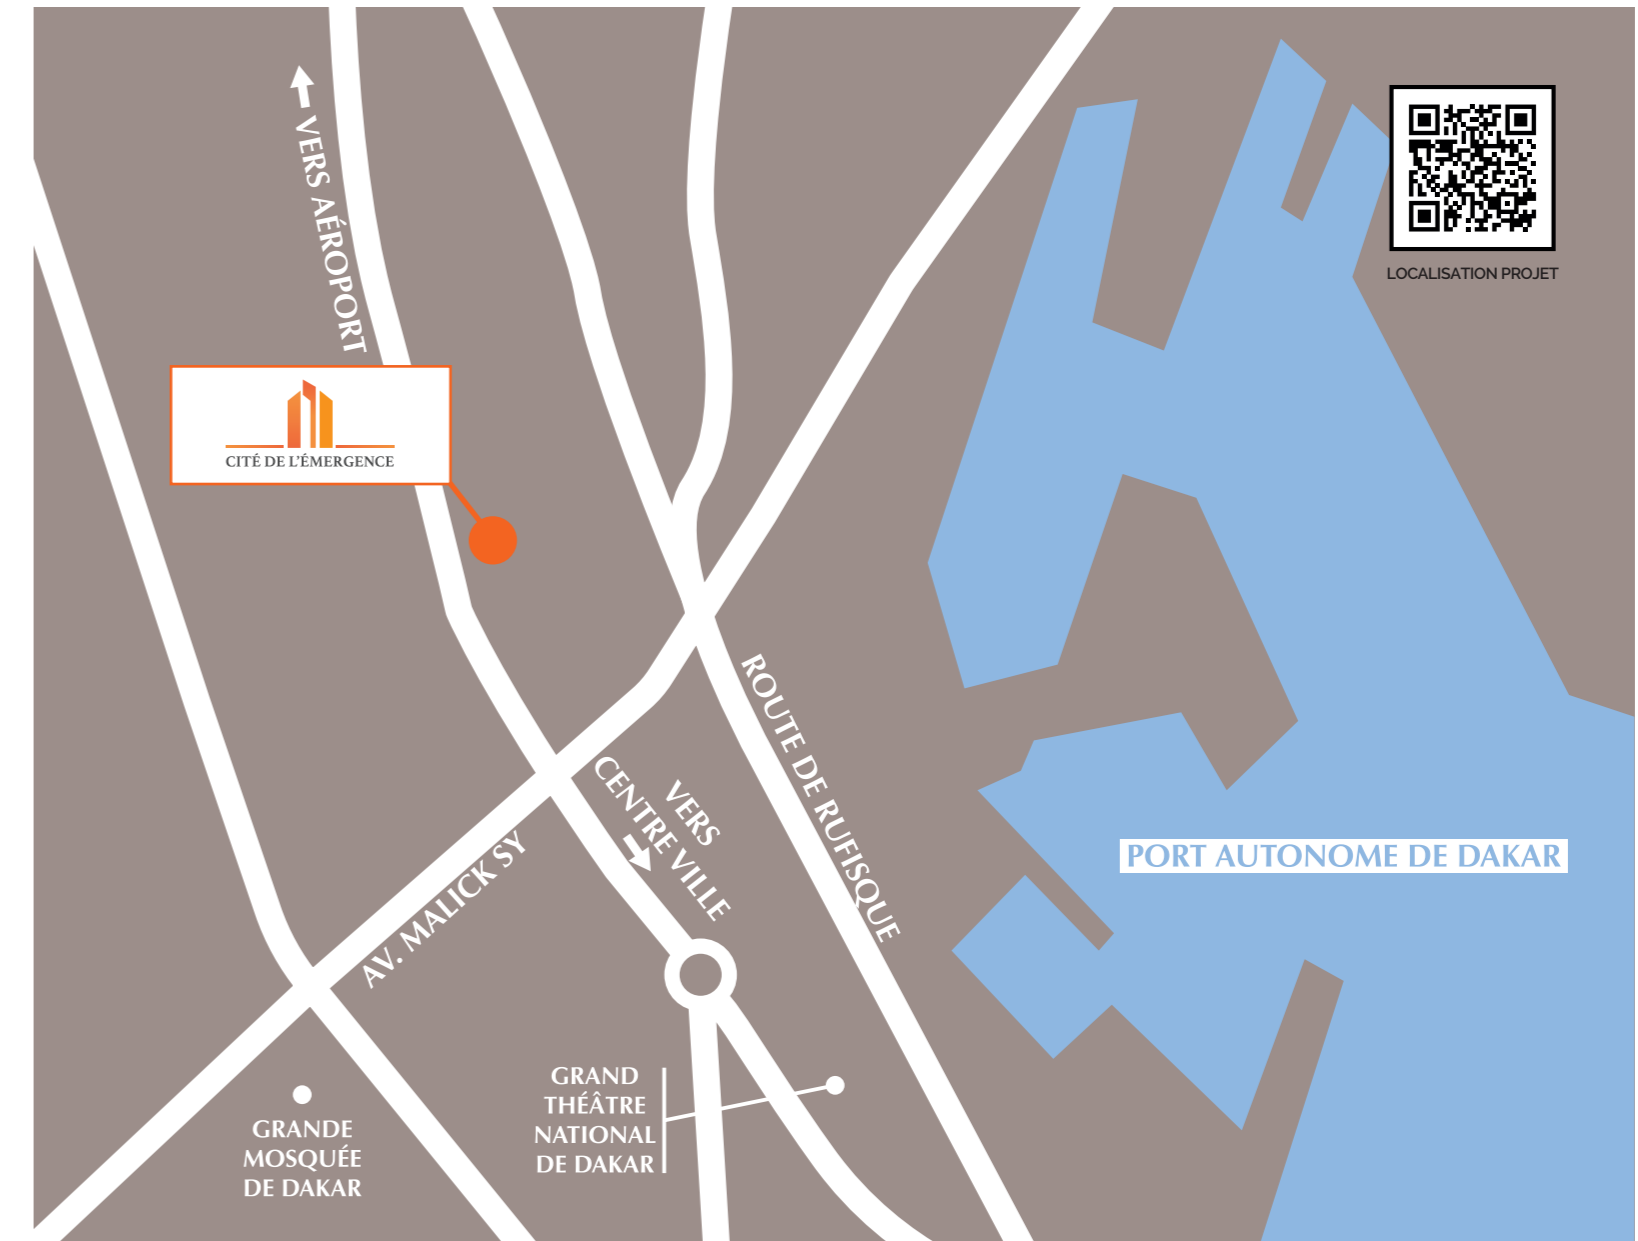 VERS AÉROPORT
LOCALISATION PROJET
CITÉ DE L'ÉMERGENCE
ROUTE DE RUFISQUE
VERS
CENTRE VILLE
AV. MALICK SY
PORT AUTONOME DE DAKAR
GRAND
THÉÂTRE
NATIONAL
DE DAKAR
GRANDE
MOSQUÉE
DE DAKAR